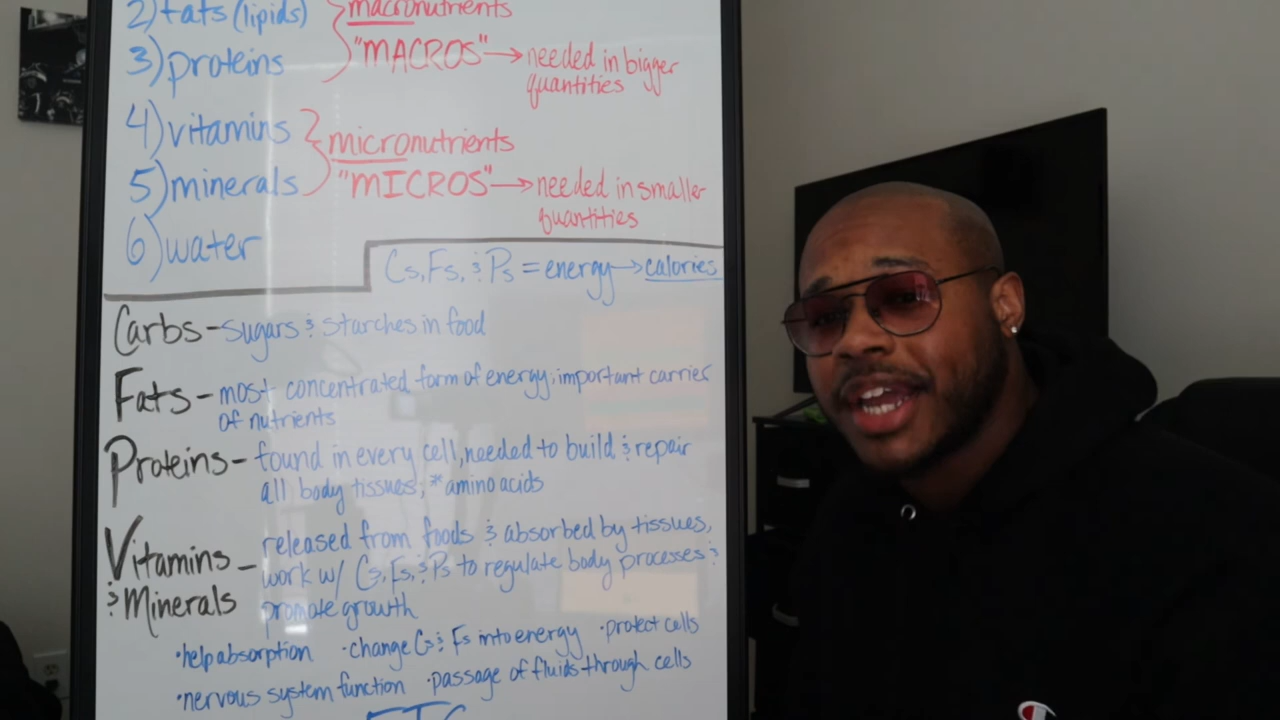 2) fats (lipids)
macronutrients
3) proteins
"MACROS" → needed in bigger
quantities
4) vitamins
micronutrients
5) minerals
"MICROS" → needed in smaller
quantities
6) water
Cs, Fs, & Ps = energy → calories
Carbs - sugars & starches in food
Fats - most concentrated form of energy; important carrier
of nutrients
Proteins - found in every cell, needed to build & repair
all body tissues; * amino acids
Vitamins
& Minerals - released from foods & absorbed by tissues,
work w/ Cs, Fs, & Ps to regulate body processes &
promote growth
• help absorption • change Cs & Fs into energy • protect cells
• nervous system function • passage of fluids through cells